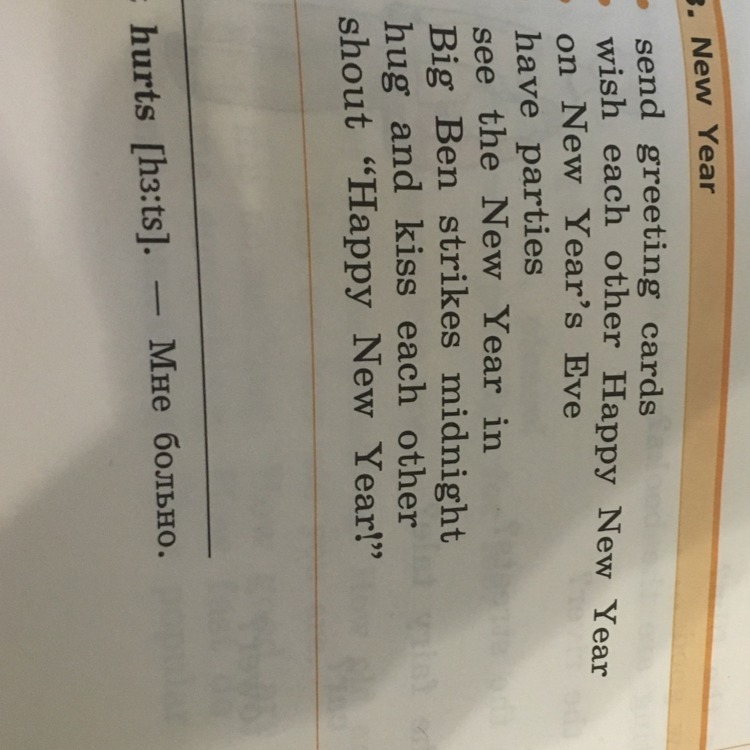 3. New Year
• send greeting cards
• wish each other Happy New Year
• on New Year's Eve
have parties
see the New Year in
Big Ben strikes midnight
hug and kiss each other
shout “Happy New Year!”
hurts [hɜ:ts]. — Мне больно.